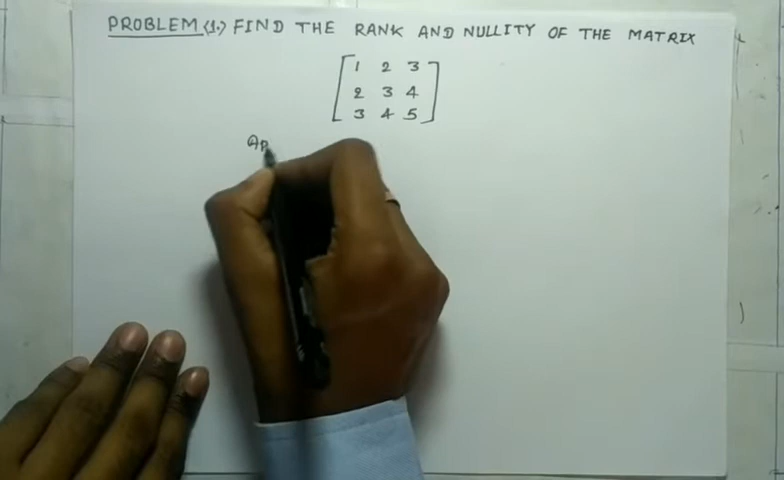 PROBLEM (1.) FIND THE RANK AND NULLITY OF THE MATRIX
1 2 3
2 3 4
3 4 5
Ap